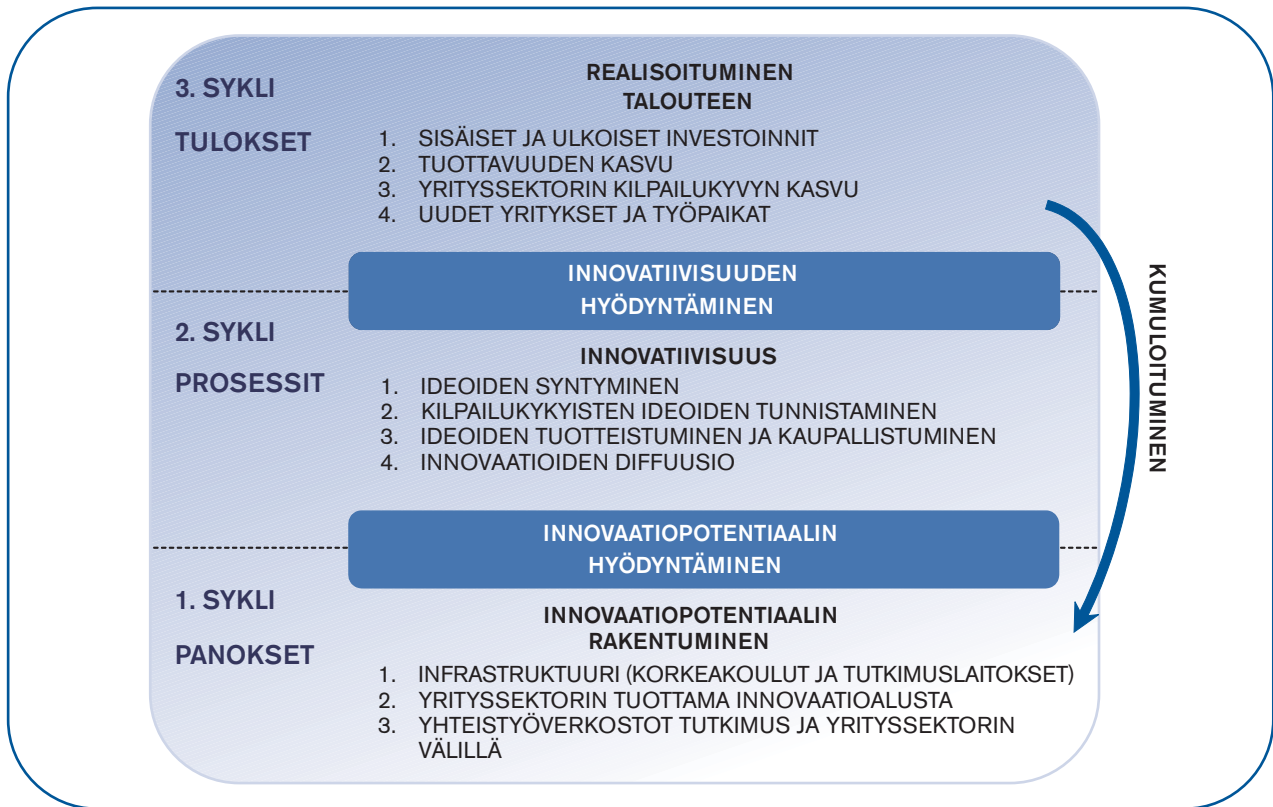 3. SYKLI
TULOKSET
REALISOITUMINEN
TALOUTEEN
1. SISÄISET JA ULKOISET INVESTOINNIT
2. TUOTTAVUUDEN KASVU
3. YRITYSSEKTORIN KILPAILUKYVYN KASVU
4. UUDET YRITYKSET JA TYÖPAIKAT
INNOVATIIVISUUDEN
HYÖDYNTÄMINEN
2. SYKLI
PROSESSIT
INNOVATIIVISUUS
1. IDEOIDEN SYNTYMINEN
2. KILPAILUKYKYISTEN IDEOIDEN TUNNISTAMINEN
3. IDEOIDEN TUOTTEISTUMINEN JA KAUPALLISTUMINEN
4. INNOVAATIOIDEN DIFFUUSIO
INNOVAATIOPOTENTIAALIN
HYÖDYNTÄMINEN
1. SYKLI
PANOKSET
INNOVAATIOPOTENTIAALIN
RAKENTUMINEN
1. INFRASTRUKTUURI (KORKEAKOULUT JA TUTKIMUSLAITOKSET)
2. YRITYSSEKTORIN TUOTTAMA INNOVAATIOALUSTA
3. YHTEISTYÖVERKOSTOT TUTKIMUS JA YRITYSSEKTORIN
VÄLILLÄ
KUMULOITUMINEN